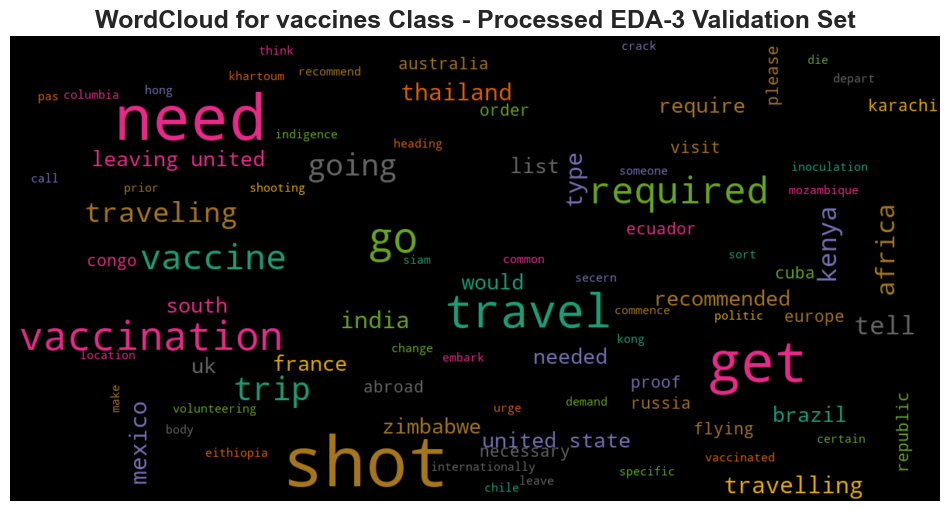 WordCloud for vaccines Class - Processed EDA-3 Validation Set
think
crack
die
khartoum
recommend
australia
please
depart
pas
columbia
hong
thailand
order
require
karachi
need
indigence
heading
visit
leaving united
going
list
type
someone
inoculation
call
prior
shooting
required
mozambique
traveling
go
ecuador
kenya
africa
congo
vaccine
siam
common
secern
sort
cuba
would
south
travel
recommended
commence
politic
europe
tell
vaccination
india
kong
location
change
embark
needed
get
uk
france
trip
abroad
proof
russia
make
volunteering
urge
demand
brazil
republic
mexico
body
zimbabwe
united state
flying
certain
necessary
eithiopia
shot
internationally
specific
vaccinated
leave
chile
travelling